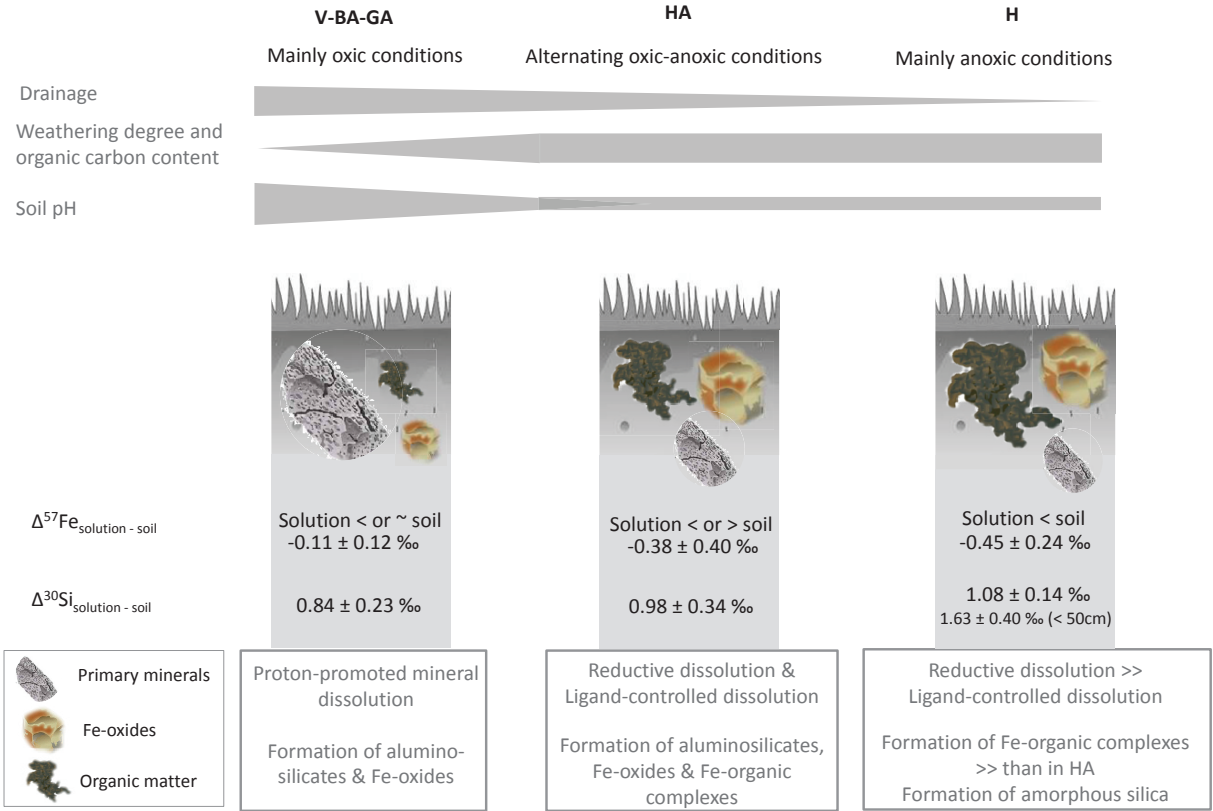 V-BA-GA
HA
H
Mainly oxic conditions
Alternating oxic-anoxic conditions
Mainly anoxic conditions
Drainage
Weathering degree and
organic carbon content
Soil pH
Δ⁵⁷Fe solution - soil
Solution < or ~ soil
-0.11 ± 0.12 ‰
Solution < or > soil
-0.38 ± 0.40 ‰
Solution < soil
-0.45 ± 0.24 ‰
Δ³⁰Si solution - soil
0.84 ± 0.23 ‰
0.98 ± 0.34 ‰
1.08 ± 0.14 ‰
1.63 ± 0.40 ‰ (< 50cm)
Primary minerals
Fe-oxides
Organic matter
Proton-promoted mineral
dissolution
Formation of alumino-
silicates & Fe-oxides
Reductive dissolution &
Ligand-controlled dissolution
Formation of aluminosilicates,
Fe-oxides & Fe-organic
complexes
Reductive dissolution >>
Ligand-controlled dissolution
Formation of Fe-organic complexes
>> than in HA
Formation of amorphous silica